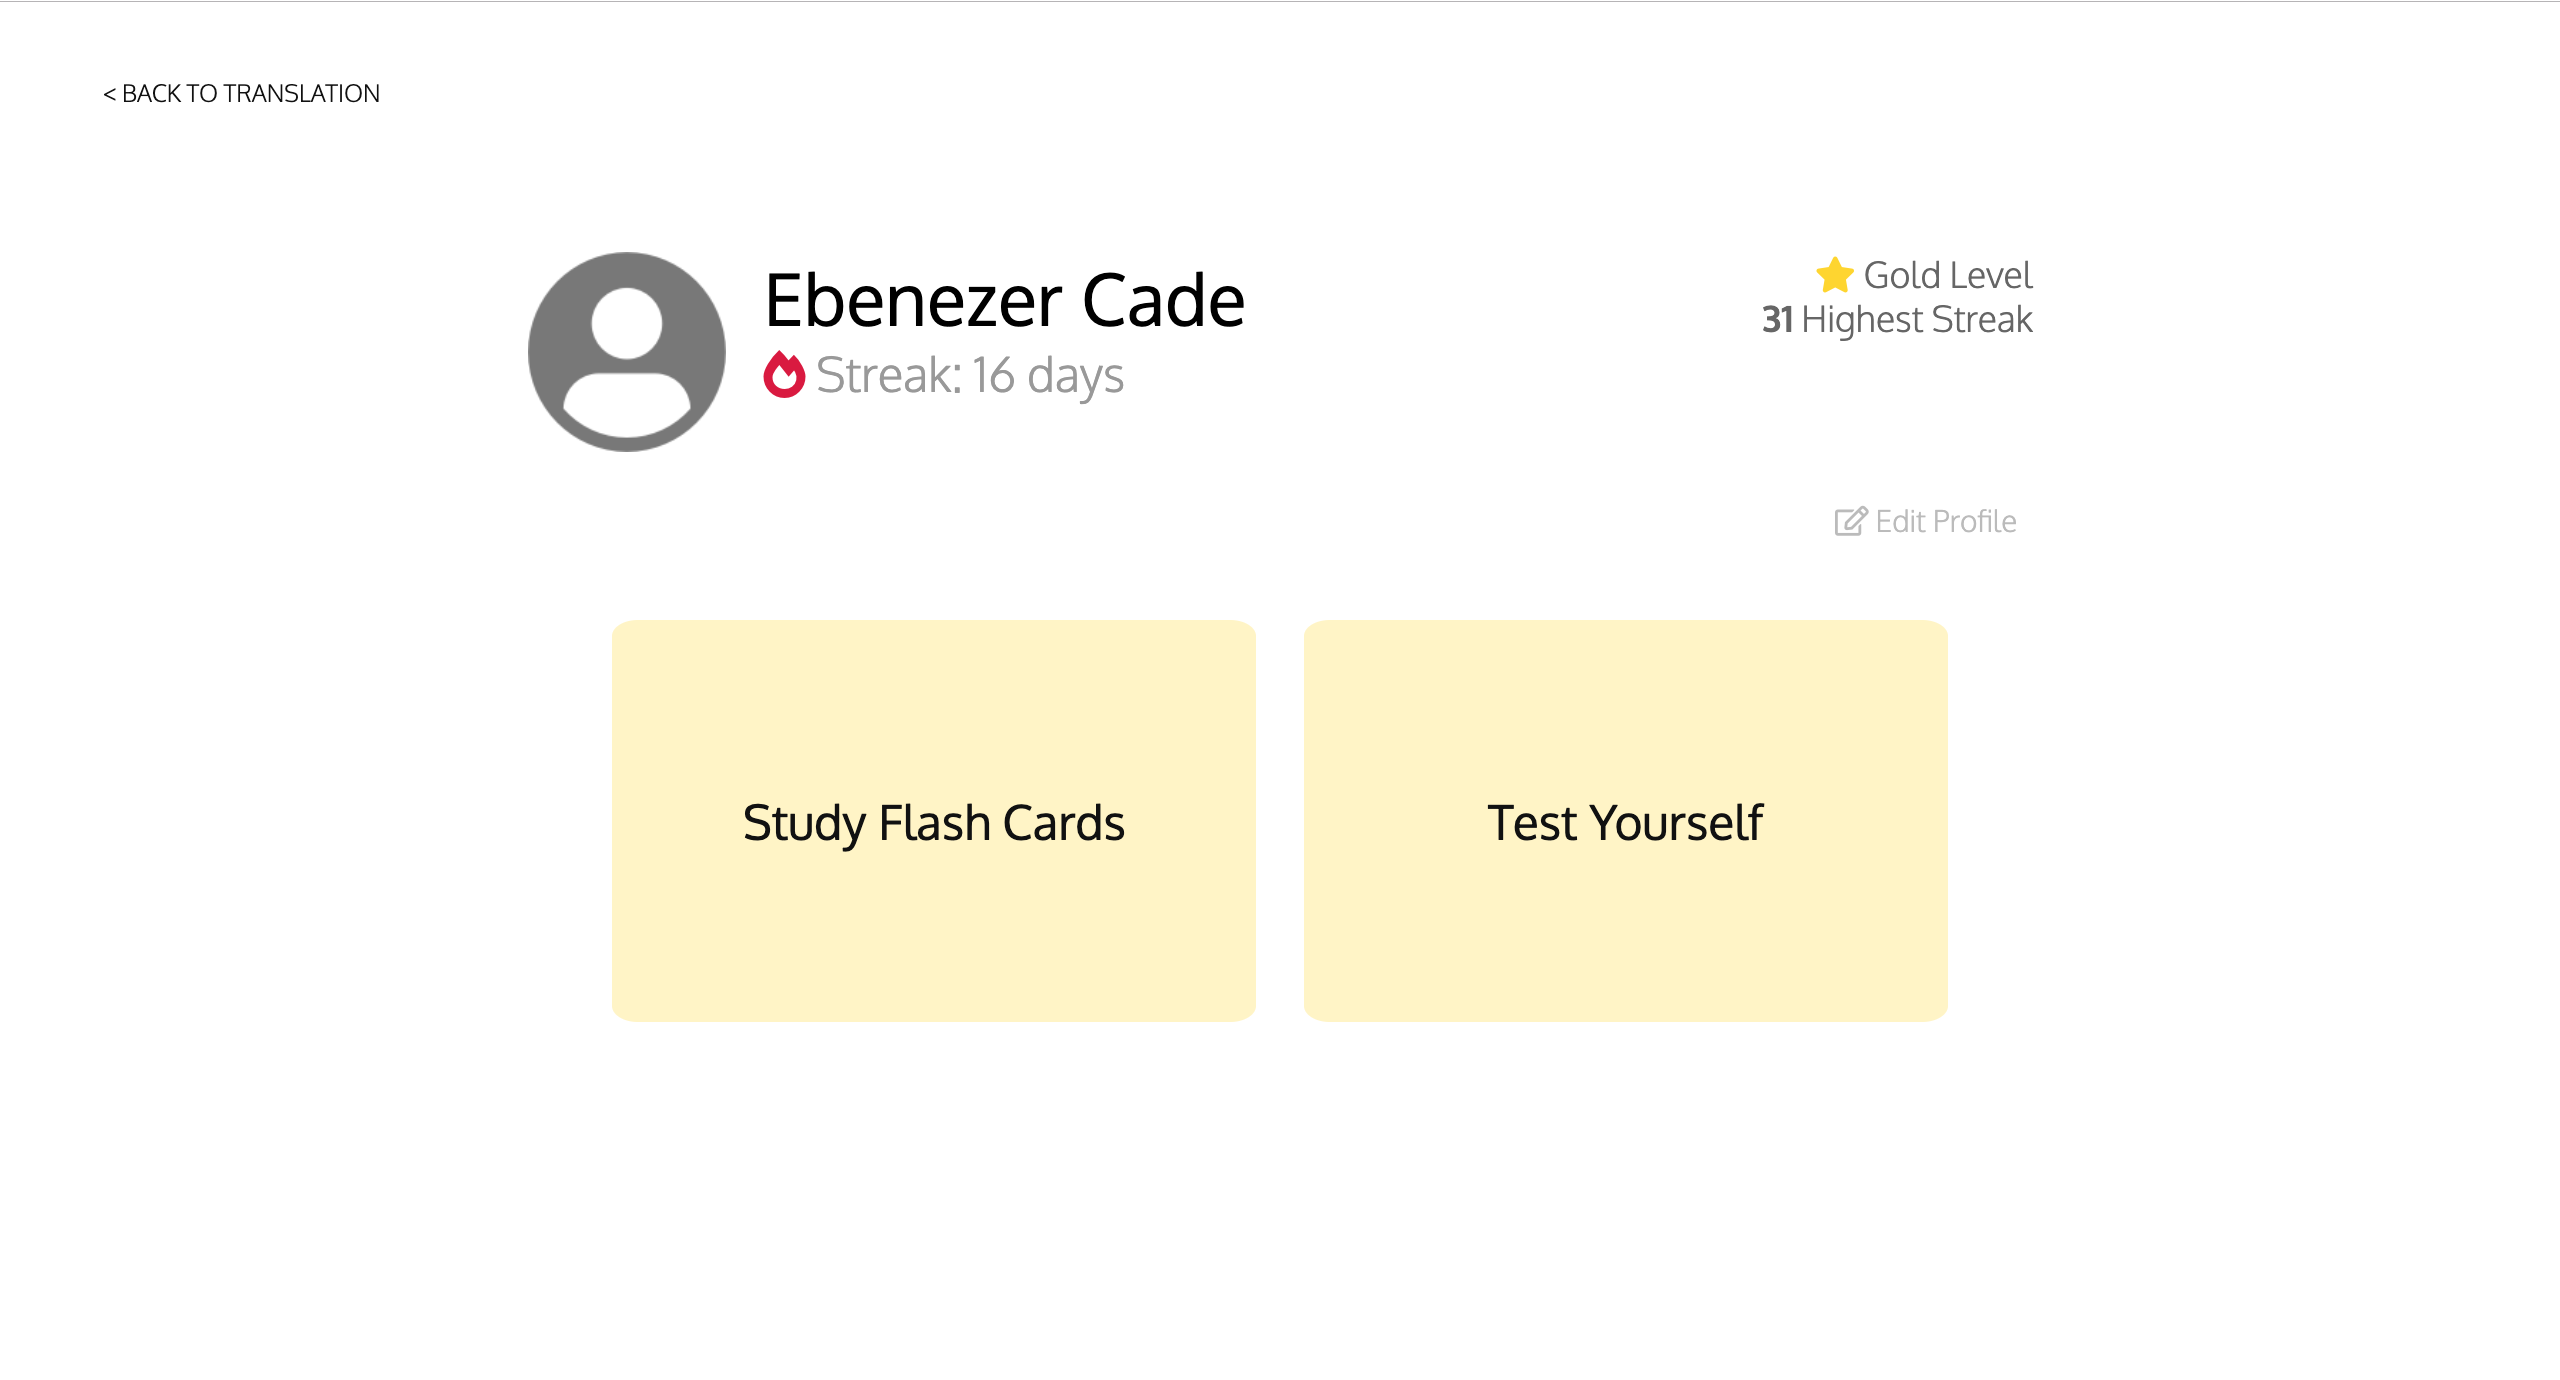 < BACK TO TRANSLATION
Ebenezer Cade
Streak: 16 days
Gold Level
31 Highest Streak
Edit Profile
Study Flash Cards
Test Yourself